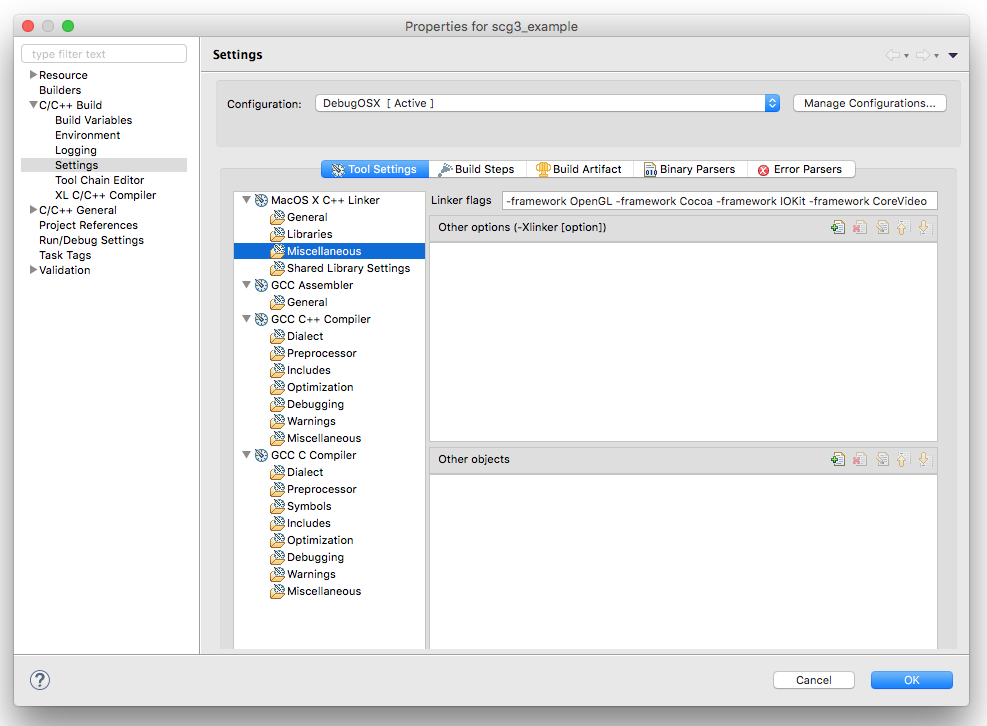 Properties for scg3_example
type filter text
Resource
Builders
C/C++ Build
Build Variables
Environment
Logging
Settings
Tool Chain Editor
XL C/C++ Compiler
C/C++ General
Project References
Run/Debug Settings
Task Tags
Validation
Settings
Configuration:
DebugOSX [ Active ]
Manage Configurations...
Tool Settings
Build Steps
Build Artifact
Binary Parsers
Error Parsers
MacOS X C++ Linker
General
Libraries
Miscellaneous
Shared Library Settings
GCC Assembler
General
GCC C++ Compiler
Dialect
Preprocessor
Includes
Optimization
Debugging
Warnings
Miscellaneous
GCC C Compiler
Dialect
Preprocessor
Symbols
Includes
Optimization
Debugging
Warnings
Miscellaneous
Linker flags
-framework OpenGL -framework Cocoa -framework IOKit -framework CoreVideo
Other options (-Xlinker [option])
Other objects
?
Cancel
OK